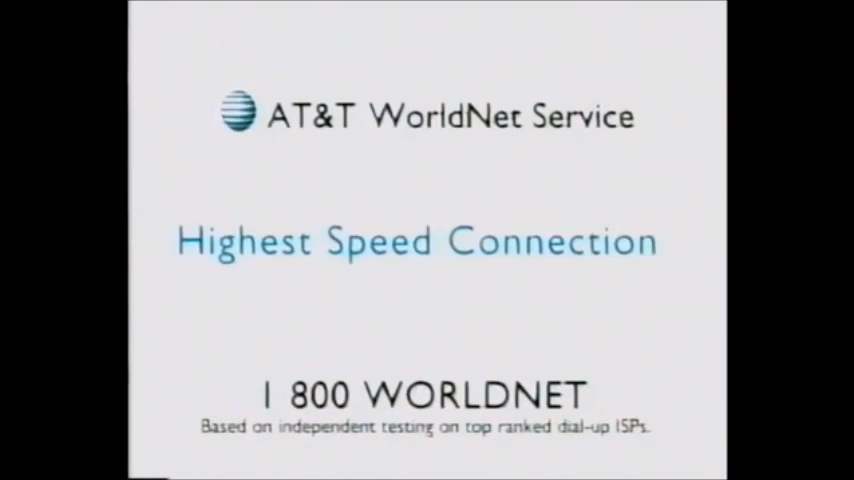 AT&T WorldNet Service
Highest Speed Connection
1 800 WORLDNET
Based on independent testing on top ranked dial-up ISPs.